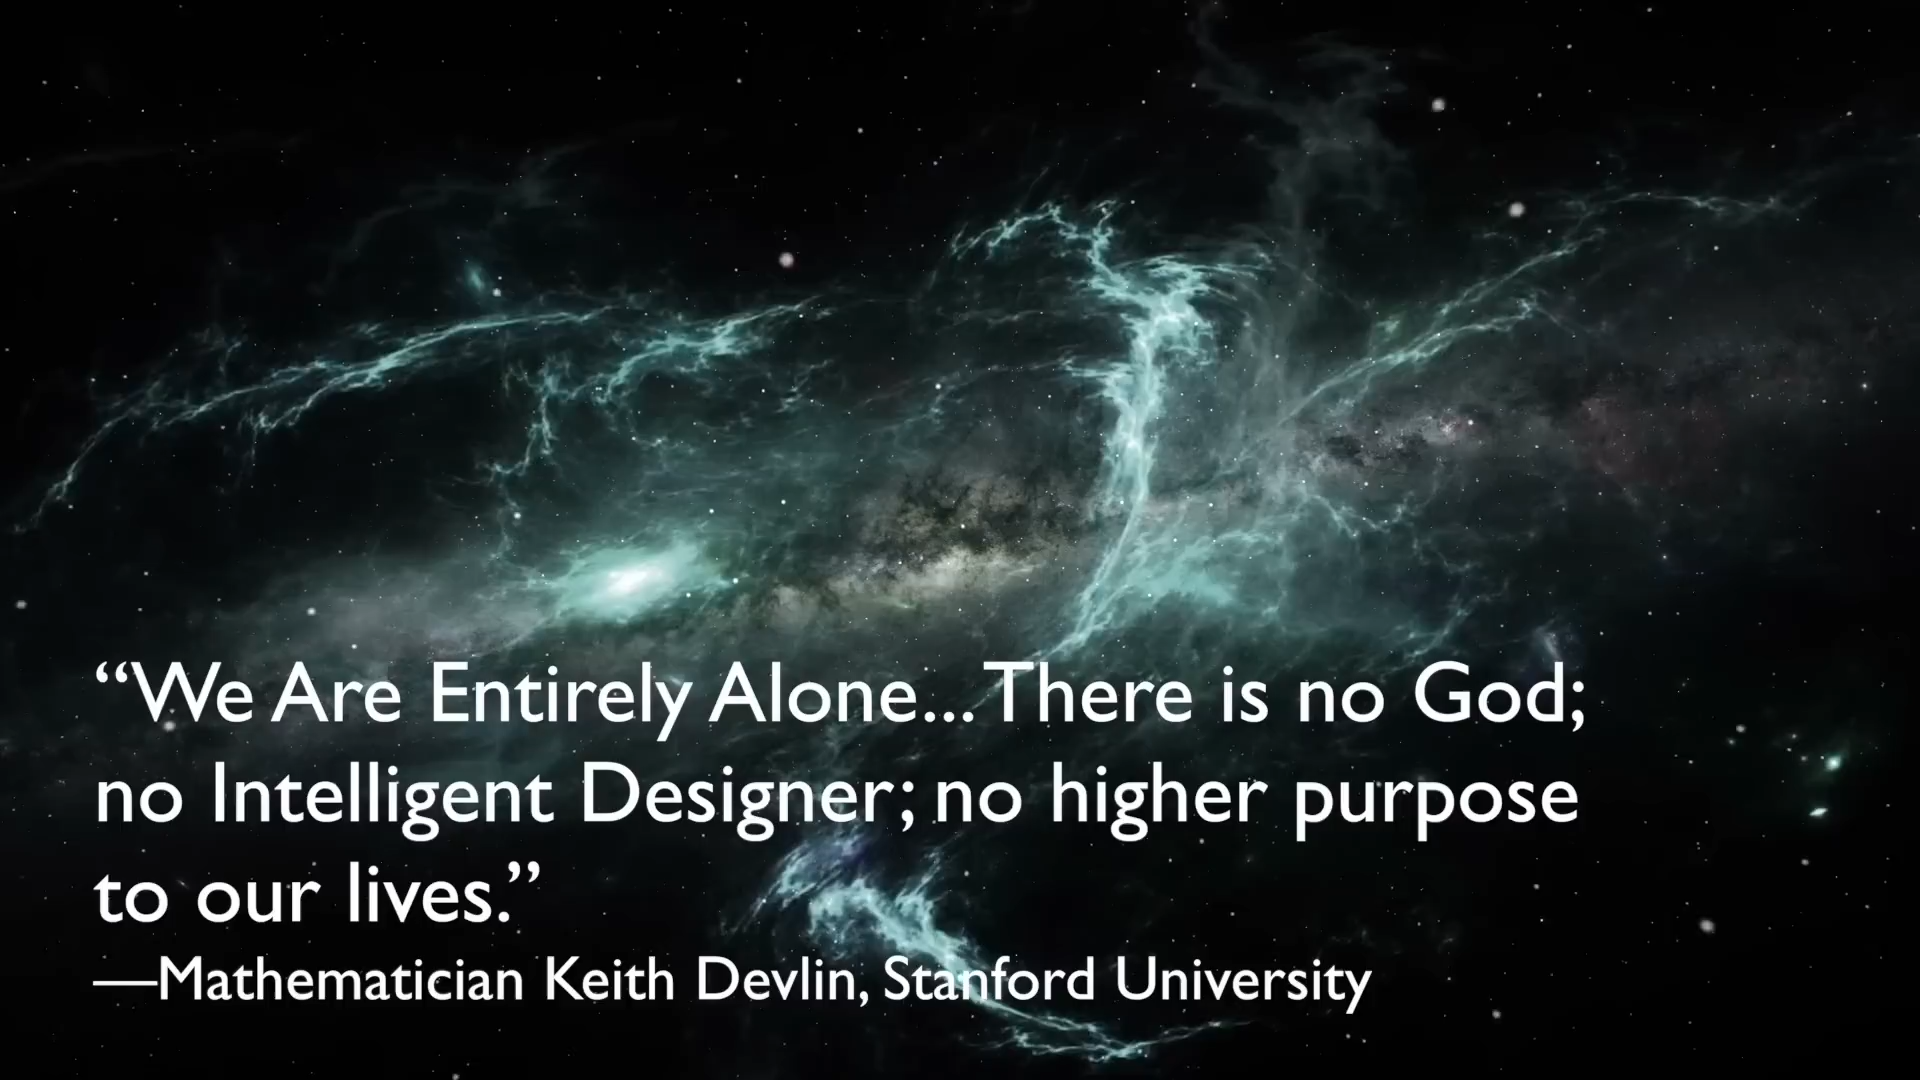 “We Are Entirely Alone...There is no God;
no Intelligent Designer; no higher purpose
to our lives.”
—Mathematician Keith Devlin, Stanford University